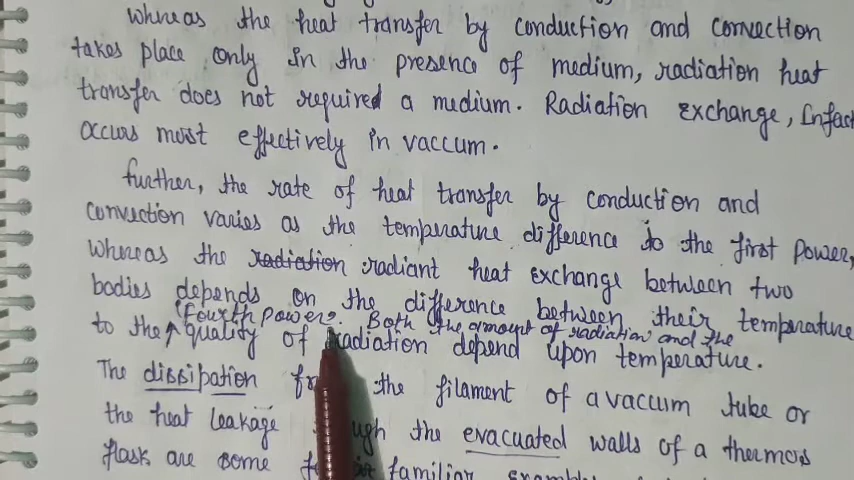 whereas the heat transfer by conduction and convection
takes place only in the presence of medium, radiation heat
transfer does not required a medium. Radiation exchange, Infact
occurs most effectively in vaccum.
further, the rate of heat transfer by conduction and
convection varies as the temperature difference to the first power,
whereas the radiation radiant heat exchange between two
bodies depends on the difference between their temperature
(fourth power. Both the amount of radiation and the
to the quality of radiation depend upon temperature.
The dissipation the filament of a vaccum tube or
the heat leakage the evacuated walls of a thermos
flask are some familiar